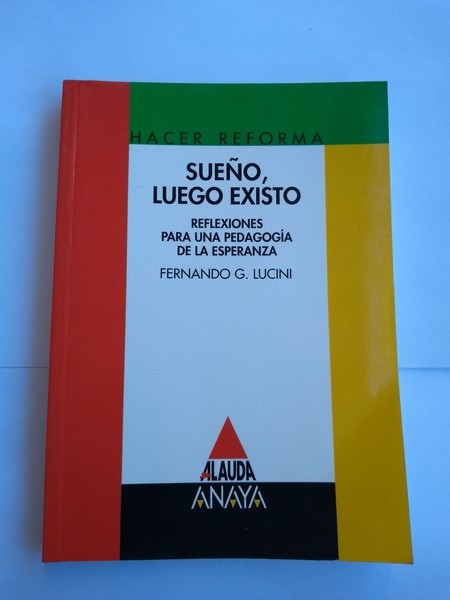 HACER REFORMA
SUEÑO,
LUEGO EXISTO
REFLEXIONES
PARA UNA PEDAGOGÍA
DE LA ESPERANZA
FERNANDO G. LUCINI
ALAUDA
ANAYA